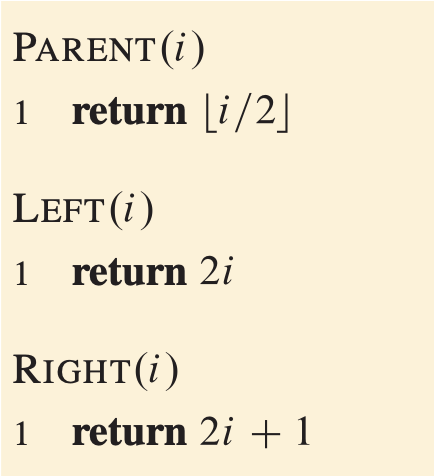 PARENT(i)
1 return ⌊i/2⌋
LEFT(i)
1 return 2i
RIGHT(i)
1 return 2i + 1